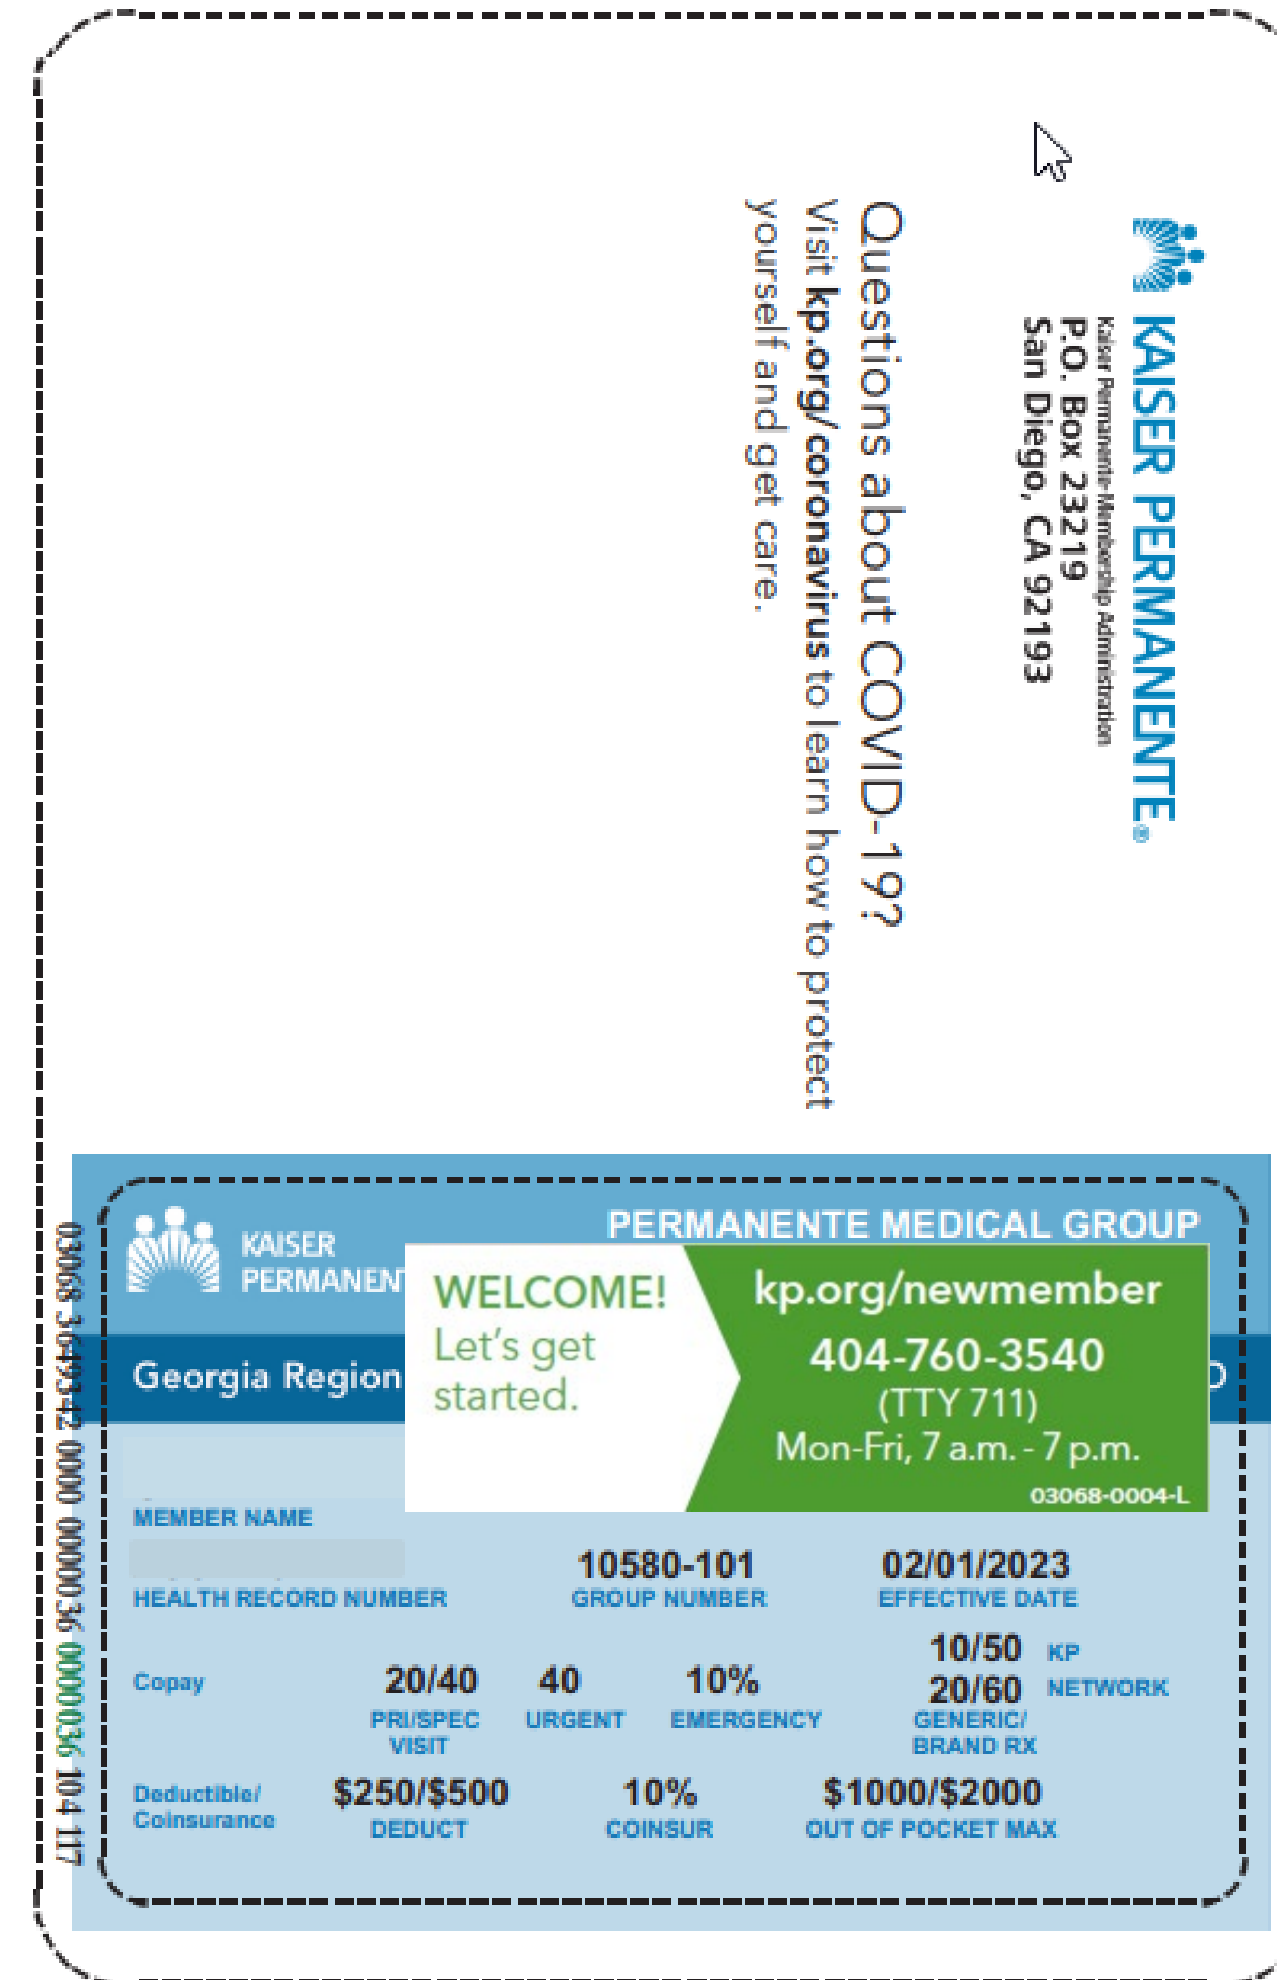 KAISER PERMANENTE®
Kaiser Permanente-Membership Administration
P.O. Box 23219
San Diego, CA 92193
Questions about COVID-19?
Visit kp.org/coronavirus to learn how to protect
yourself and get care.
KAISER
PERMANENT
PERMANENTE MEDICAL GROUP
Georgia Region
WELCOME!
Let's get
started.
kp.org/newmember
404-760-3540
(TTY 711)
Mon-Fri, 7 a.m. - 7 p.m.
03068-0004-L
MEMBER NAME
10580-101 02/01/2023
HEALTH RECORD NUMBER GROUP NUMBER EFFECTIVE DATE
10/50 KP
Copay 20/40 40 10% 20/60 NETWORK
PRI/SPEC VISIT URGENT EMERGENCY GENERIC/
BRAND RX
Deductible/ $250/$500 10% $1000/$2000
Coinsurance DEDUCT COINSUR OUT OF POCKET MAX
03068 3649342 0000 0000036 0000036 104 117